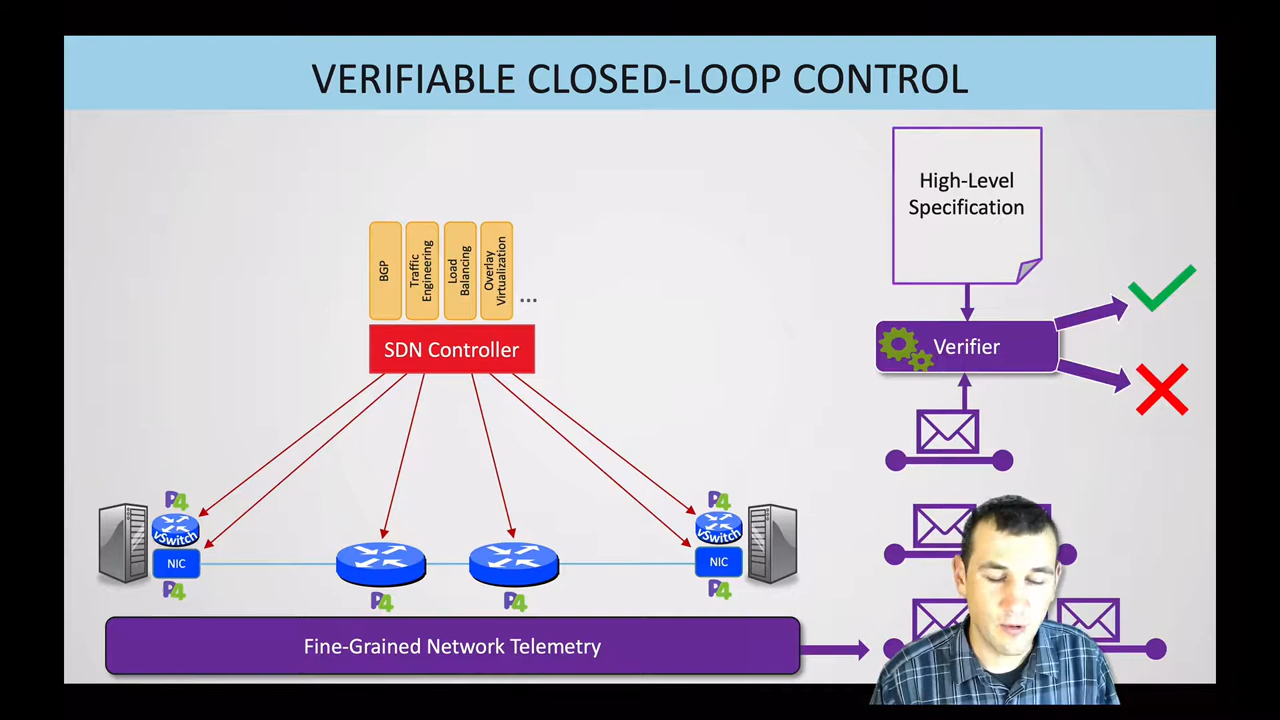 VERIFIABLE CLOSED-LOOP CONTROL
High-Level
Specification
BGP
Traffic
Engineering
Load
Balancing
Overlay
Virtualization
...
SDN Controller
Verifier
P4
vSwitch
NIC
P4
P4
P4
P4
vSwitch
NIC
P4
Fine-Grained Network Telemetry